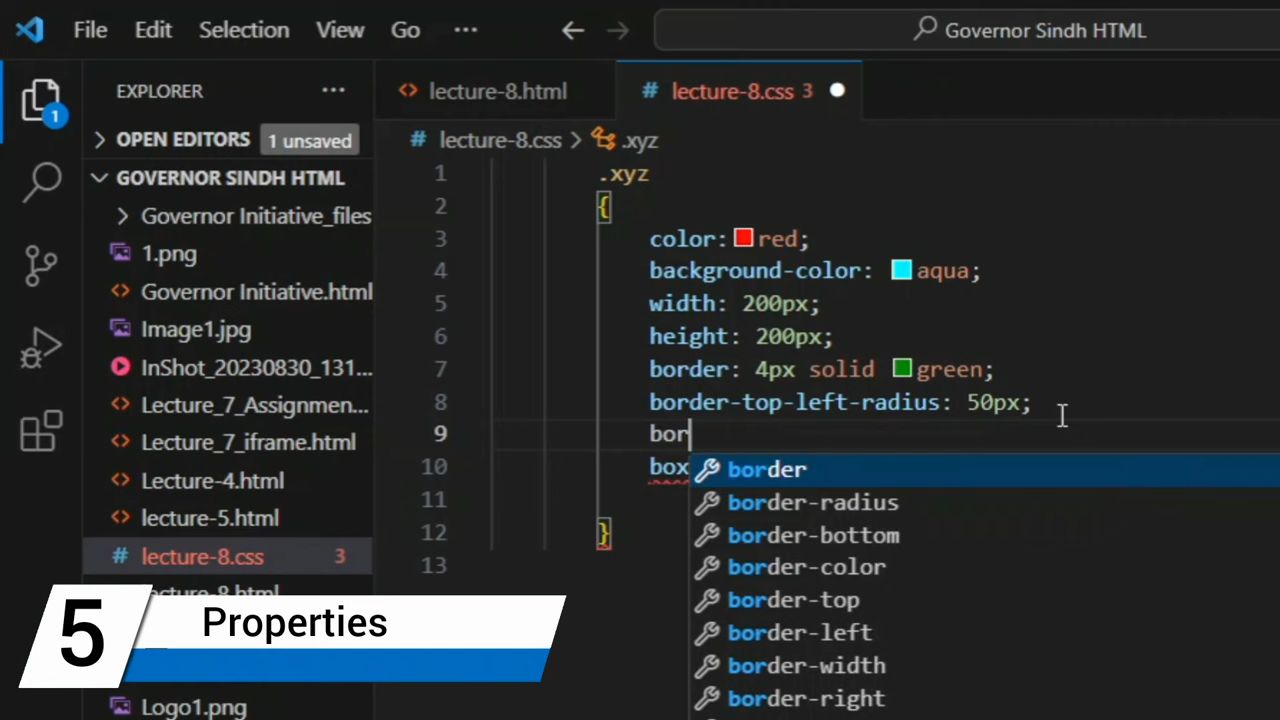 File Edit Selection View Go ... Governor Sindh HTML
EXPLORER ...
lecture-8.html
lecture-8.css 3
1
OPEN EDITORS 1 unsaved
lecture-8.css > .xyz
GOVERNOR SINDH HTML
Governor Initiative_files
1.png
Governor Initiative.html
Image1.jpg
InShot_20230830_131...
Lecture_7_Assignmen...
Lecture_7_iframe.html
Lecture-4.html
lecture-5.html
lecture-8.css 3
lecture-8.html
Logo1.png
1 .xyz
2 {
3 color: red;
4 background-color: aqua;
5 width: 200px;
6 height: 200px;
7 border: 4px solid green;
8 border-top-left-radius: 50px;
9 bor
10 box
11
12 }
13
border
border-radius
border-bottom
border-color
border-top
border-left
border-width
border-right
5 Properties